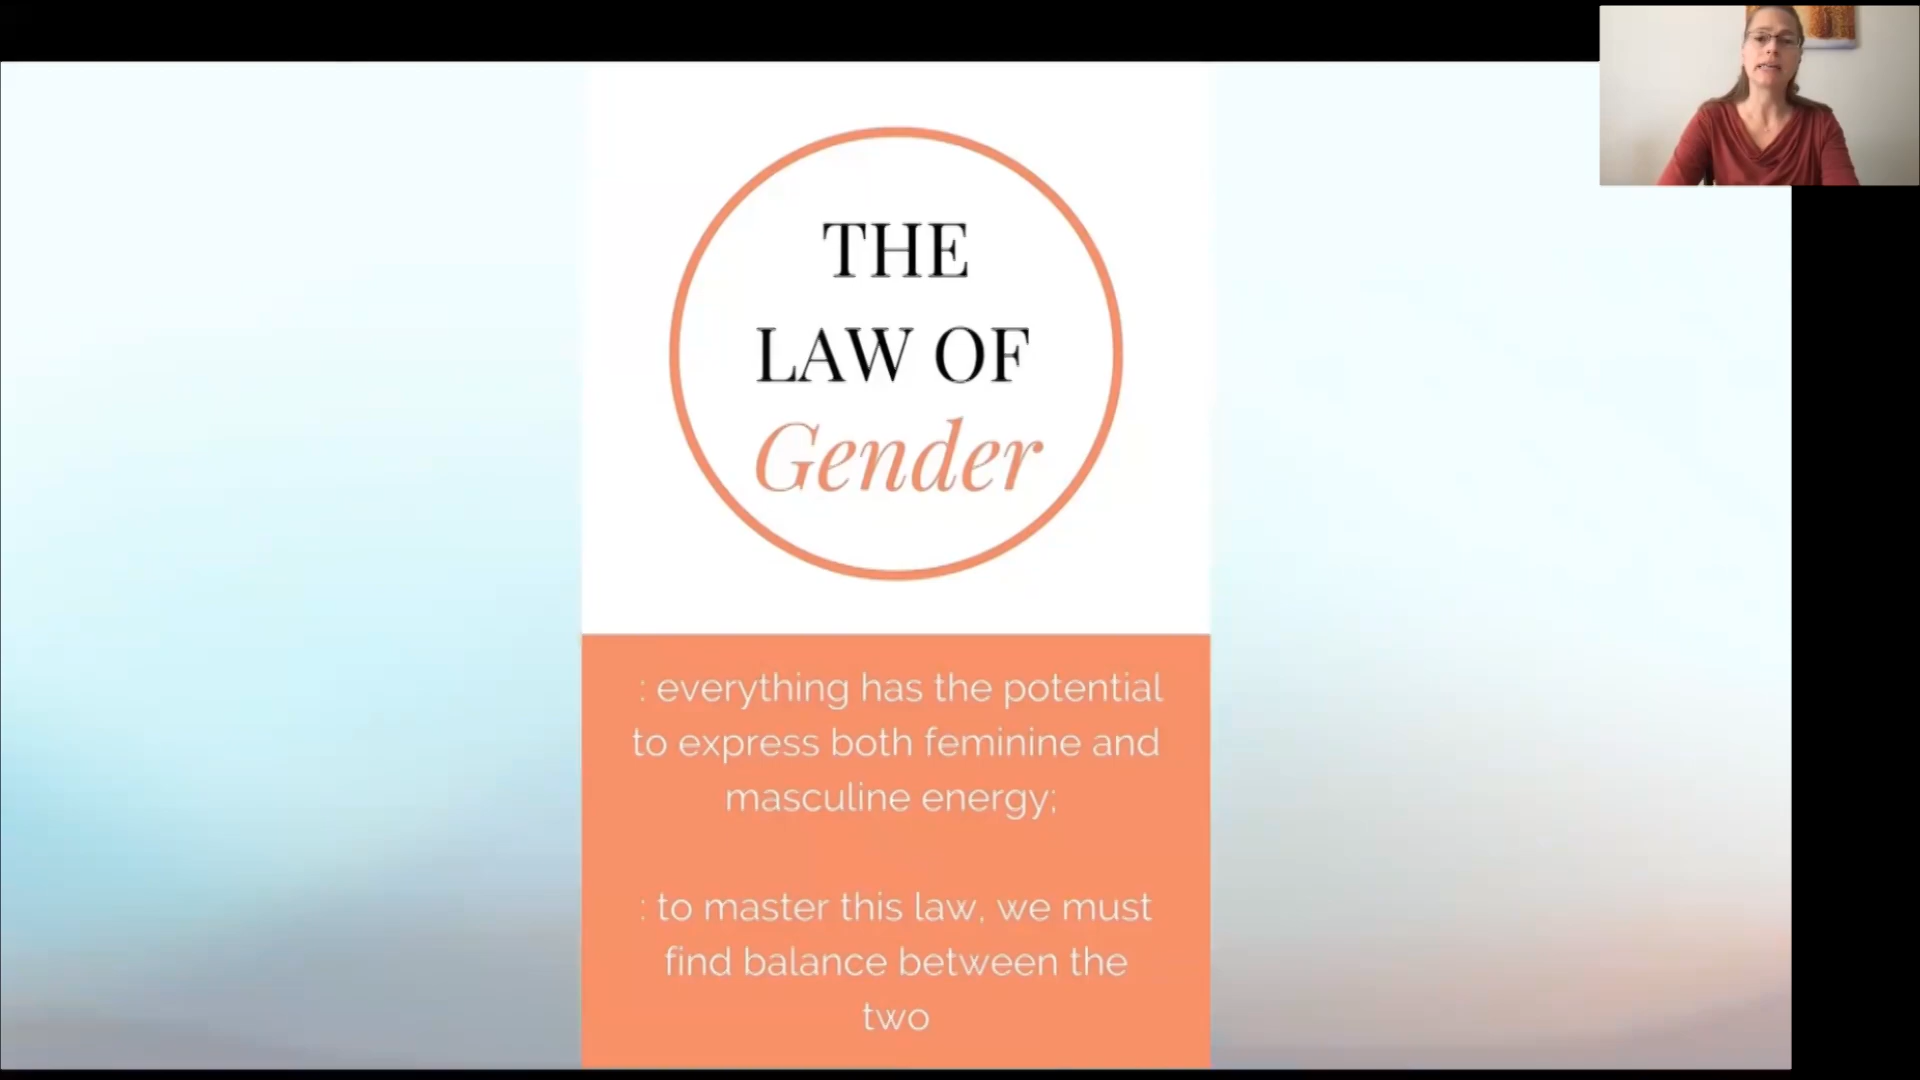 THE
LAW OF
Gender
: everything has the potential
to express both feminine and
masculine energy;
: to master this law, we must
find balance between the
two